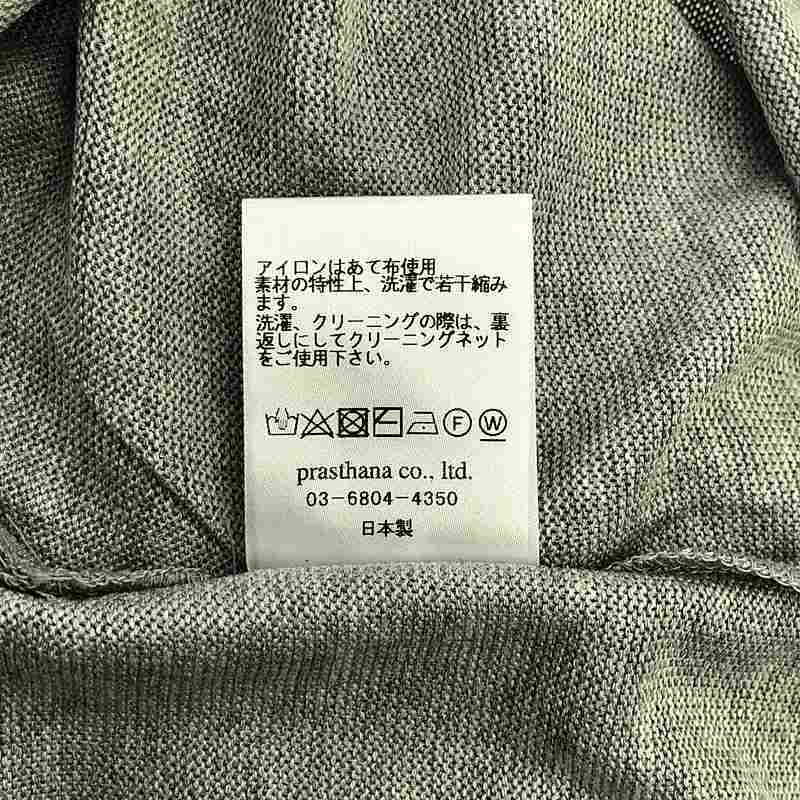 アイロンはあて布使用
素材の特性上、洗濯で若干縮み
ます。
洗濯、クリーニングの際は、裏
返しにしてクリーニングネット
をご使用下さい。
F W
prasthana co., ltd.
03-6804-4350
日本製